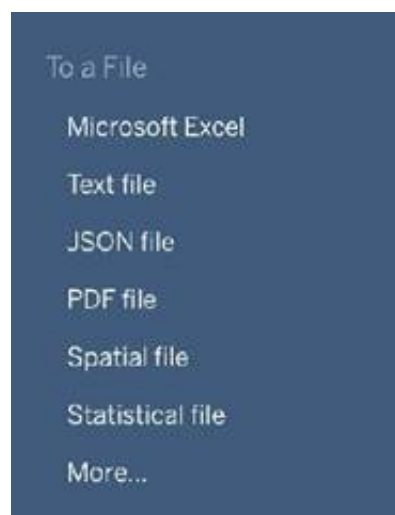 To a File
Microsoft Excel
Text file
JSON file
PDF file
Spatial file
Statistical file
More...